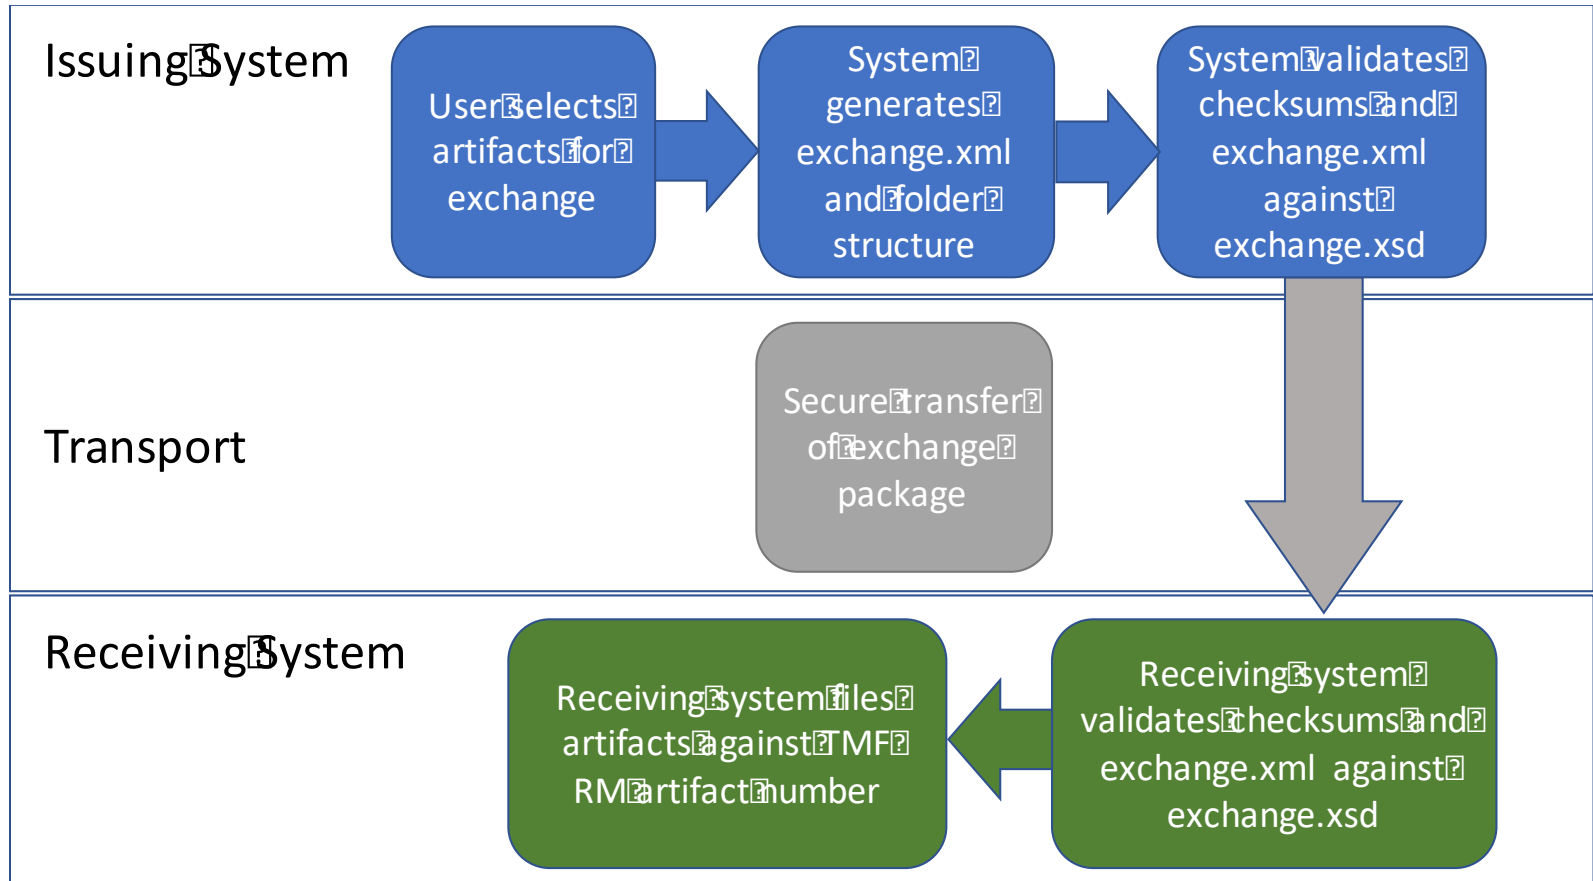 Issuing System
User selects
artifacts for
exchange
System
generates
exchange.xml
and folder
structure
System validates
checksums and
exchange.xml
against
exchange.xsd
Transport
Secure transfer
of exchange
package
Receiving System
Receiving system files
artifacts against TMF
RM artifact number
Receiving system
validates checksums and
exchange.xml against
exchange.xsd